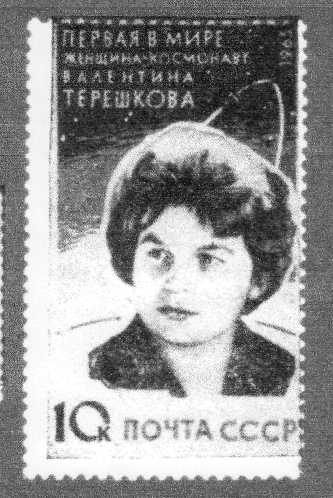 ПЕРВАЯ В МИРЕ
ЖЕНЩИНА-КОСМОНАВТ
ВАЛЕНТИНА
ТЕРЕШКОВА
1963
10к ПОЧТА СССР